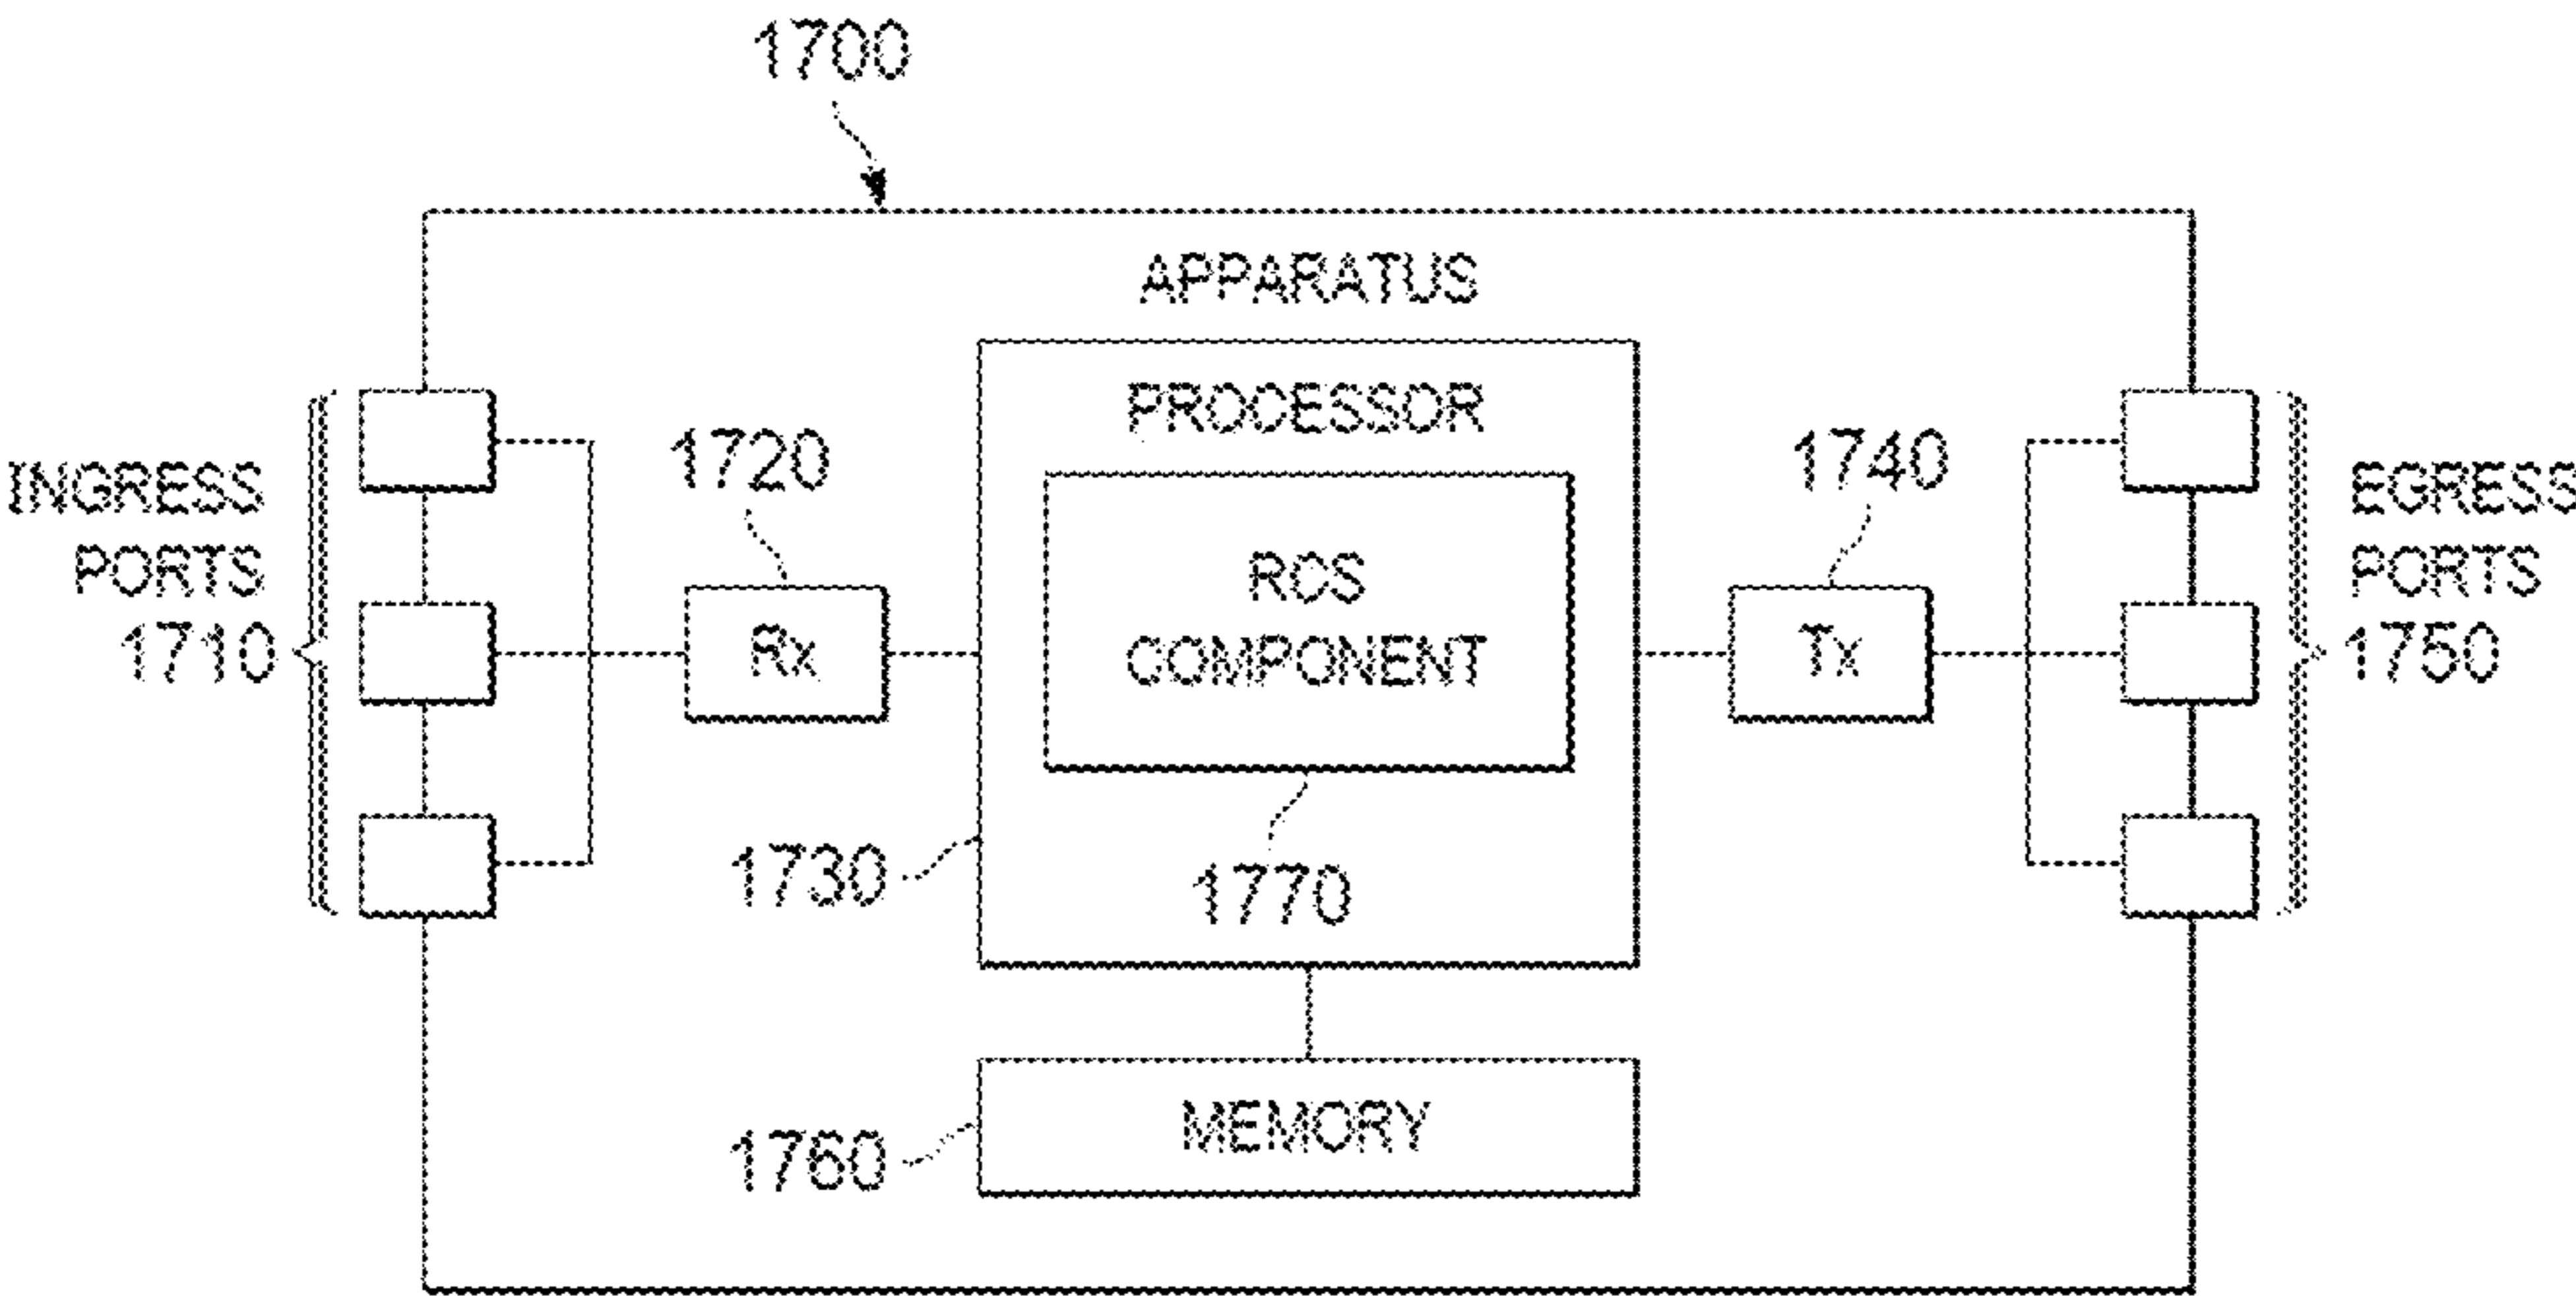 1700
APPARATUS
PROCESSOR
INGRESS
PORTS
1710
1720
Rx
RCS
COMPONENT
1740
Tx
EGRESS
PORTS
1750
1730
1770
1760
MEMORY